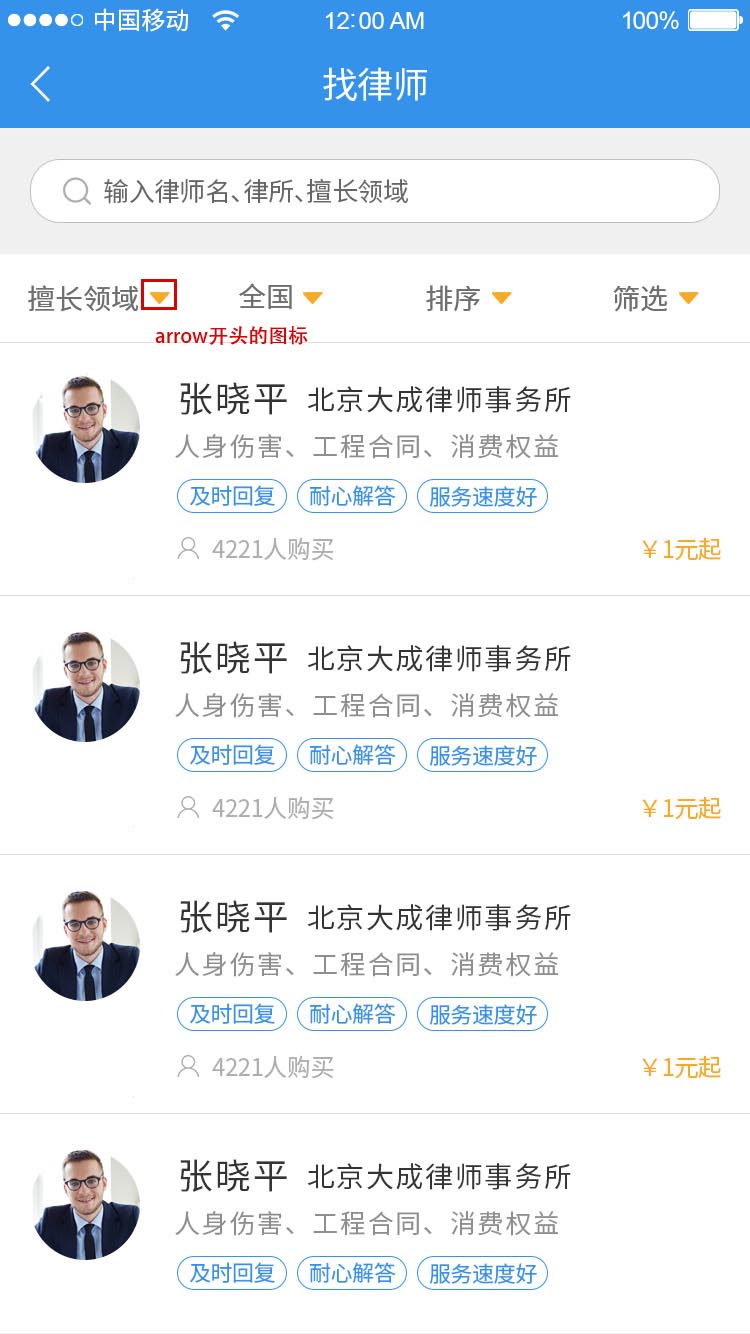 中国移动 12:00 AM 100%
找律师
输入律师名、律所、擅长领域
擅长领域 全国 排序 筛选
arrow开头的图标
张晓平 北京大成律师事务所
人身伤害、工程合同、消费权益
及时回复 耐心解答 服务速度好
4221人购买 ￥1元起
张晓平 北京大成律师事务所
人身伤害、工程合同、消费权益
及时回复 耐心解答 服务速度好
4221人购买 ￥1元起
张晓平 北京大成律师事务所
人身伤害、工程合同、消费权益
及时回复 耐心解答 服务速度好
4221人购买 ￥1元起
张晓平 北京大成律师事务所
人身伤害、工程合同、消费权益
及时回复 耐心解答 服务速度好